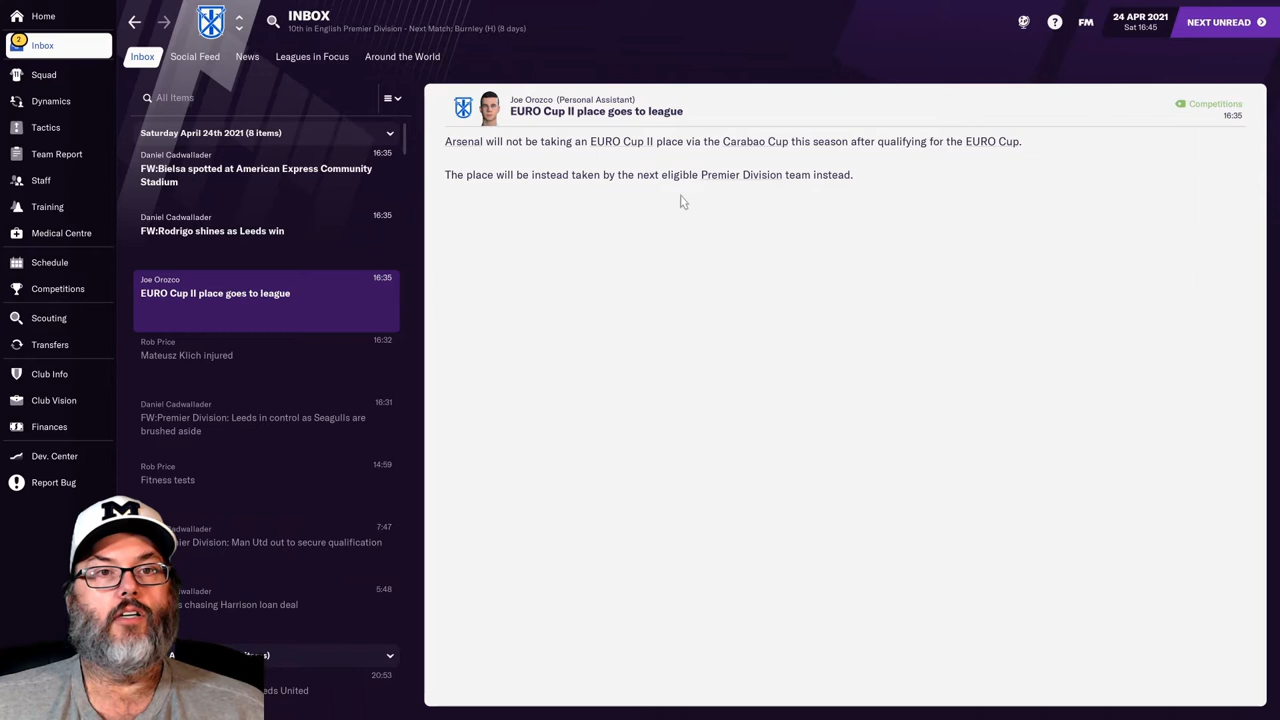 Home
2
Inbox
Squad
Dynamics
Tactics
Team Report
Staff
Training
Medical Centre
Schedule
Competitions
Scouting
Transfers
Club Info
Club Vision
Finances
Dev. Center
Report Bug
INBOX
10th in English Premier Division - Next Match: Burnley (H) (8 days)
FM
24 APR 2021
Sat 16:45
NEXT UNREAD
Inbox
Social Feed
News
Leagues in Focus
Around the World
All Items
Saturday April 24th 2021 (8 items)
Daniel Cadwallader
16:35
FW:Bielsa spotted at American Express Community
Stadium
Daniel Cadwallader
16:35
FW:Rodrigo shines as Leeds win
Joe Orozco
16:35
EURO Cup II place goes to league
Rob Price
16:32
Mateusz Klich injured
Daniel Cadwallader
16:31
FW:Premier Division: Leeds in control as Seagulls are
brushed aside
Rob Price
14:59
Fitness tests
Cadwallader
7:47
Division: Man Utd out to secure qualification
Cadwallader
5:48
chasing Harrison loan deal
20:53
United
Joe Orozco (Personal Assistant)
EURO Cup II place goes to league
Competitions
16:35
Arsenal will not be taking an EURO Cup II place via the Carabao Cup this season after qualifying for the EURO Cup.
The place will be instead taken by the next eligible Premier Division team instead.
M